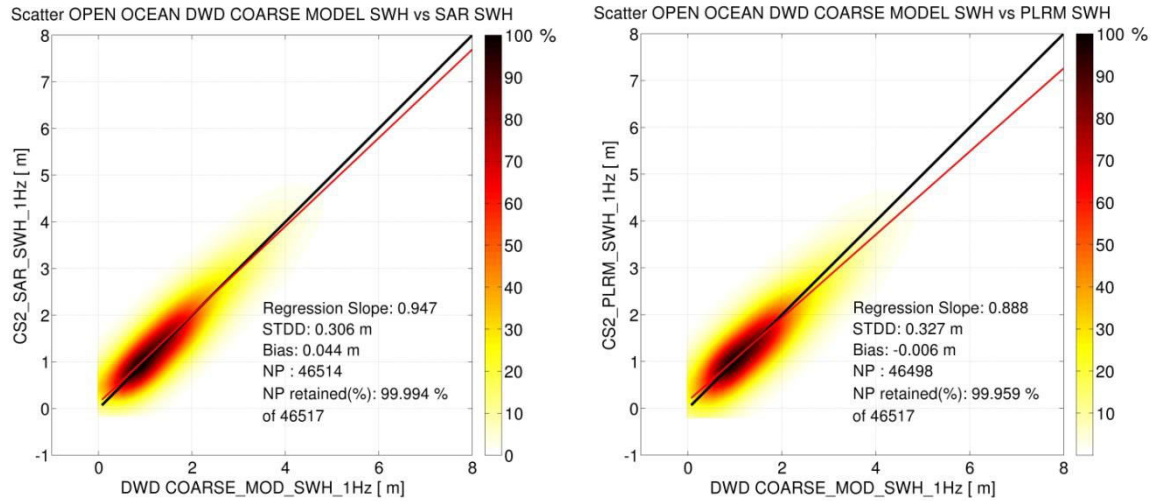 Scatter OPEN OCEAN DWD COARSE MODEL SWH vs SAR SWH
8
7
6
5
4
3
2
1
0
-1
CS2_SAR_SWH_1Hz [ m]
0
2
4
6
8
DWD COARSE_MOD_SWH_1Hz [ m]
Regression Slope: 0.947
STDD: 0.306 m
Bias: 0.044 m
NP : 46514
NP retained(%): 99.994 %
of 46517
100 %
90
80
70
60
50
40
30
20
10
0
Scatter OPEN OCEAN DWD COARSE MODEL SWH vs PLRM SWH
8
7
6
5
4
3
2
1
0
-1
CS2_PLRM_SWH_1Hz [ m]
0
2
4
6
8
DWD COARSE_MOD_SWH_1Hz [ m]
Regression Slope: 0.888
STDD: 0.327 m
Bias: -0.006 m
NP : 46498
NP retained(%): 99.959 %
of 46517
100 %
90
80
70
60
50
40
30
20
10